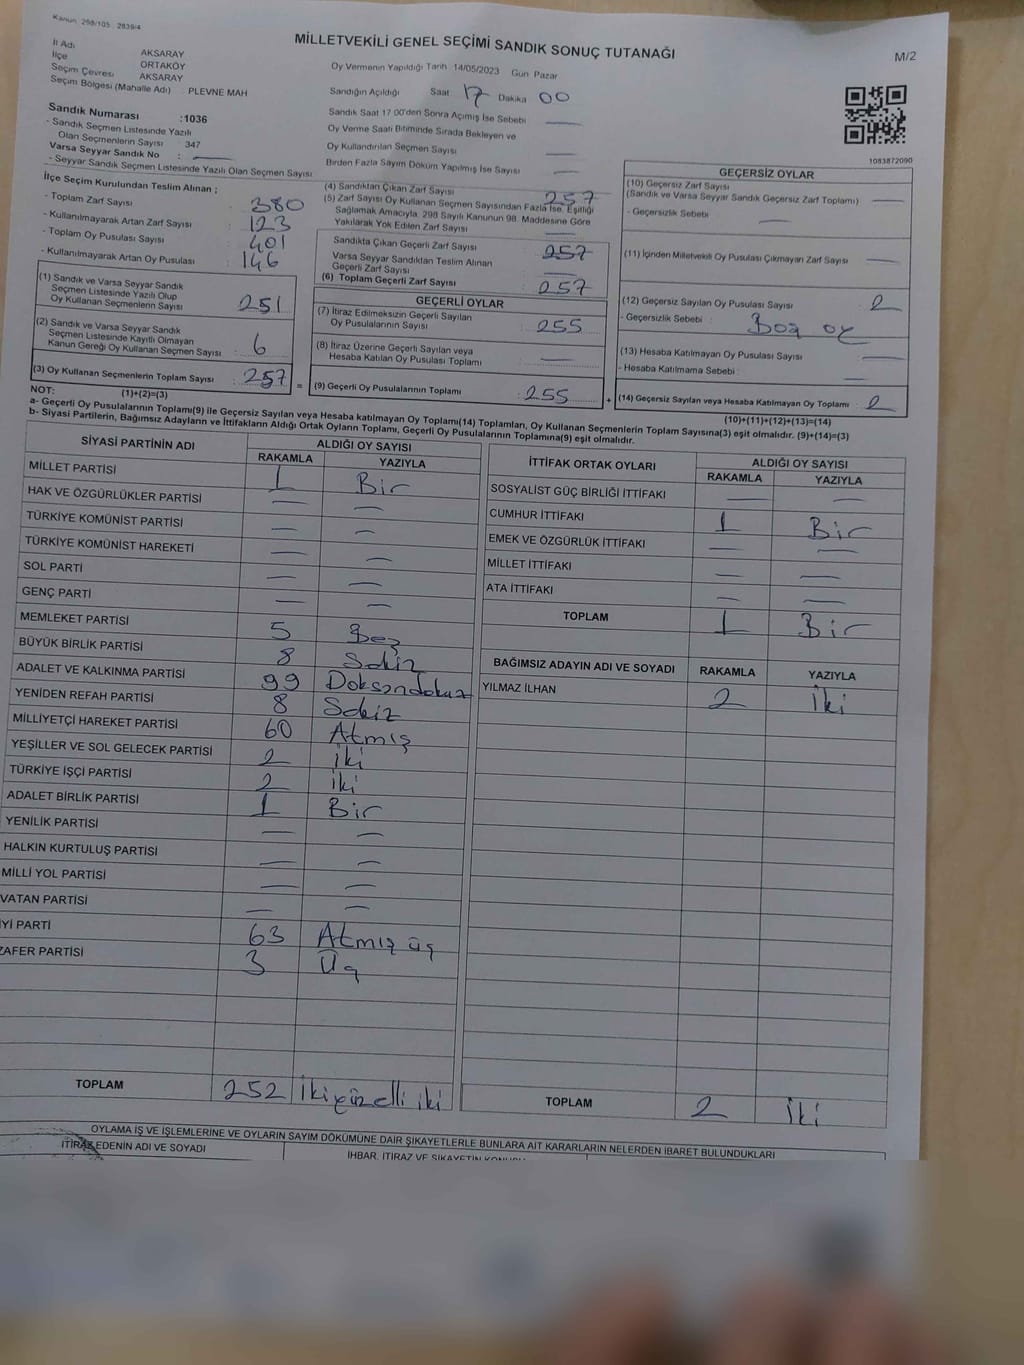 Kanun 298/105 2839/4
MİLLETVEKİLİ GENEL SEÇİMİ SANDIK SONUÇ TUTANAĞI
M/2
İl Adı AKSARAY
İlçe ORTAKÖY
Seçim Çevresi AKSARAY
Seçim Bölgesi (Mahalle Adı) : PLEVNE MAH
Oy Vermenin Yapıldığı Tarih 14/05/2023 Gün Pazar
Sandığın Açıldığı Saat 17 Dakika 00
Sandık Saat 17 00'den Sonra Açımış İse Sebebi —
Oy Verme Saati Bitiminde Sırada Bekleyen ve
Oy Kullandırılan Seçmen Sayısı —
Birden Fazla Sayım Döküm Yapılmış İse Sayısı —
Sandık Numarası :1036
- Sandık Seçmen Listesinde Yazılı
Olan Seçmenlerin Sayısı : 347
Varsa Seyyar Sandık No : —
- Seyyar Sandık Seçmen Listesinde Yazılı Olan Seçmen Sayısı
1083872090
İlçe Seçim Kurulundan Teslim Alınan ;
- Toplam Zarf Sayısı : 380
- Kullanılmayarak Artan Zarf Sayısı : 123
- Toplam Oy Pusulası Sayısı : 401
- Kullanılmayarak Artan Oy Pusulası : 146
(1) Sandık ve Varsa Seyyar Sandık
Seçmen Listesinde Yazılı Olup
Oy Kullanan Seçmenlerin Sayısı : 251
(2) Sandık ve Varsa Seyyar Sandık
Seçmen Listesinde Kayıtlı Olmayan
Kanun Gereği Oy Kullanan Seçmen Sayısı : 6
(3) Oy Kullanan Seçmenlerin Toplam Sayısı : 257 =
(4) Sandıktan Çıkan Zarf Sayısı 257
(5) Zarf Sayısı Oy Kullanan Seçmen Sayısından Fazla İse, Eşitliği
Sağlamak Amacıyla, 298 Sayılı Kanunun 98. Maddesine Göre
Yakılarak Yok Edilen Zarf Sayısı —
Sandıkta Çıkan Geçerli Zarf Sayısı : 257
Varsa Seyyar Sandıktan Teslim Alınan
Geçerli Zarf Sayısı : —
(6) Toplam Geçerli Zarf Sayısı : 257
GEÇERLİ OYLAR
(7) İtiraz Edilmeksizin Geçerli Sayılan
Oy Pusulalarının Sayısı : 255
(8) İtiraz Üzerine Geçerli Sayılan veya
Hesaba Katılan Oy Pusulası Toplamı : —
(9) Geçerli Oy Pusulalarının Toplamı : 255 +
GEÇERSİZ OYLAR
(10) Geçersiz Zarf Sayısı
(Sandık ve Varsa Seyyar Sandık Geçersiz Zarf Toplamı) : —
- Geçersizlik Sebebi : —
(11) İçinden Milletvekili Oy Pusulası Çıkmayan Zarf Sayısı : —
(12) Geçersiz Sayılan Oy Pusulası Sayısı : 2
- Geçersizlik Sebebi : Boş oy
(13) Hesaba Katılmayan Oy Pusulası Sayısı : —
- Hesaba Katılmama Sebebi : —
(14) Geçersiz Sayılan veya Hesaba Katılmayan Oy Toplamı : 2
NOT: (1)+(2)=(3)
(10)+(11)+(12)+(13)=(14)
a- Geçerli Oy Pusulalarının Toplamı(9) ile Geçersiz Sayılan veya Hesaba katılmayan Oy Toplamı(14) Toplamları, Oy Kullanan Seçmenlerin Toplam Sayısına(3) eşit olmalıdır. (9)+(14)=(3)
b- Siyasi Partilerin, Bağımsız Adayların ve İttifakların Aldığı Ortak Oyların Toplamı, Geçerli Oy Pusulalarının Toplamına(9) eşit olmalıdır.
SİYASİ PARTİNİN ADI ALDIĞI OY SAYISI
RAKAMLA YAZIYLA
MİLLET PARTİSİ 1 Bir
HAK VE ÖZGÜRLÜKLER PARTİSİ — —
TÜRKİYE KOMÜNİST PARTİSİ — —
TÜRKİYE KOMÜNİST HAREKETİ — —
SOL PARTİ — —
GENÇ PARTİ — —
MEMLEKET PARTİSİ 5 Beş
BÜYÜK BİRLİK PARTİSİ 8 Sekiz
ADALET VE KALKINMA PARTİSİ 99 Doksandokuz
YENİDEN REFAH PARTİSİ 8 Sekiz
MİLLİYETÇİ HAREKET PARTİSİ 60 Atmış
YEŞİLLER VE SOL GELECEK PARTİSİ 2 İki
TÜRKİYE İŞÇİ PARTİSİ 2 İki
ADALET BİRLİK PARTİSİ 1 Bir
YENİLİK PARTİSİ — —
HALKIN KURTULUŞ PARTİSİ — —
MİLLİ YOL PARTİSİ — —
VATAN PARTİSİ — —
İYİ PARTİ 63 Atmış üç
ZAFER PARTİSİ 3 Üç
TOPLAM 252 İkiyüzelli iki
İTTİFAK ORTAK OYLARI ALDIĞI OY SAYISI
RAKAMLA YAZIYLA
SOSYALİST GÜÇ BİRLİĞİ İTTİFAKI — —
CUMHUR İTTİFAKI 1 Bir
EMEK VE ÖZGÜRLÜK İTTİFAKI — —
MİLLET İTTİFAKI — —
ATA İTTİFAKI — —
TOPLAM 1 Bir
BAĞIMSIZ ADAYIN ADI VE SOYADI RAKAMLA YAZIYLA
YILMAZ İLHAN 2 İki
TOPLAM 2 İki
OYLAMA İŞ VE İŞLEMLERİNE VE OYLARIN SAYIM DÖKÜMÜNE DAİR ŞİKAYETLERLE BUNLARA AİT KARARLARIN NELERDEN İBARET BULUNDUKLARI
İTİRAZ EDENİN ADI VE SOYADI
İHBAR, İTİRAZ VE ŞİKAYETİN KONUSU